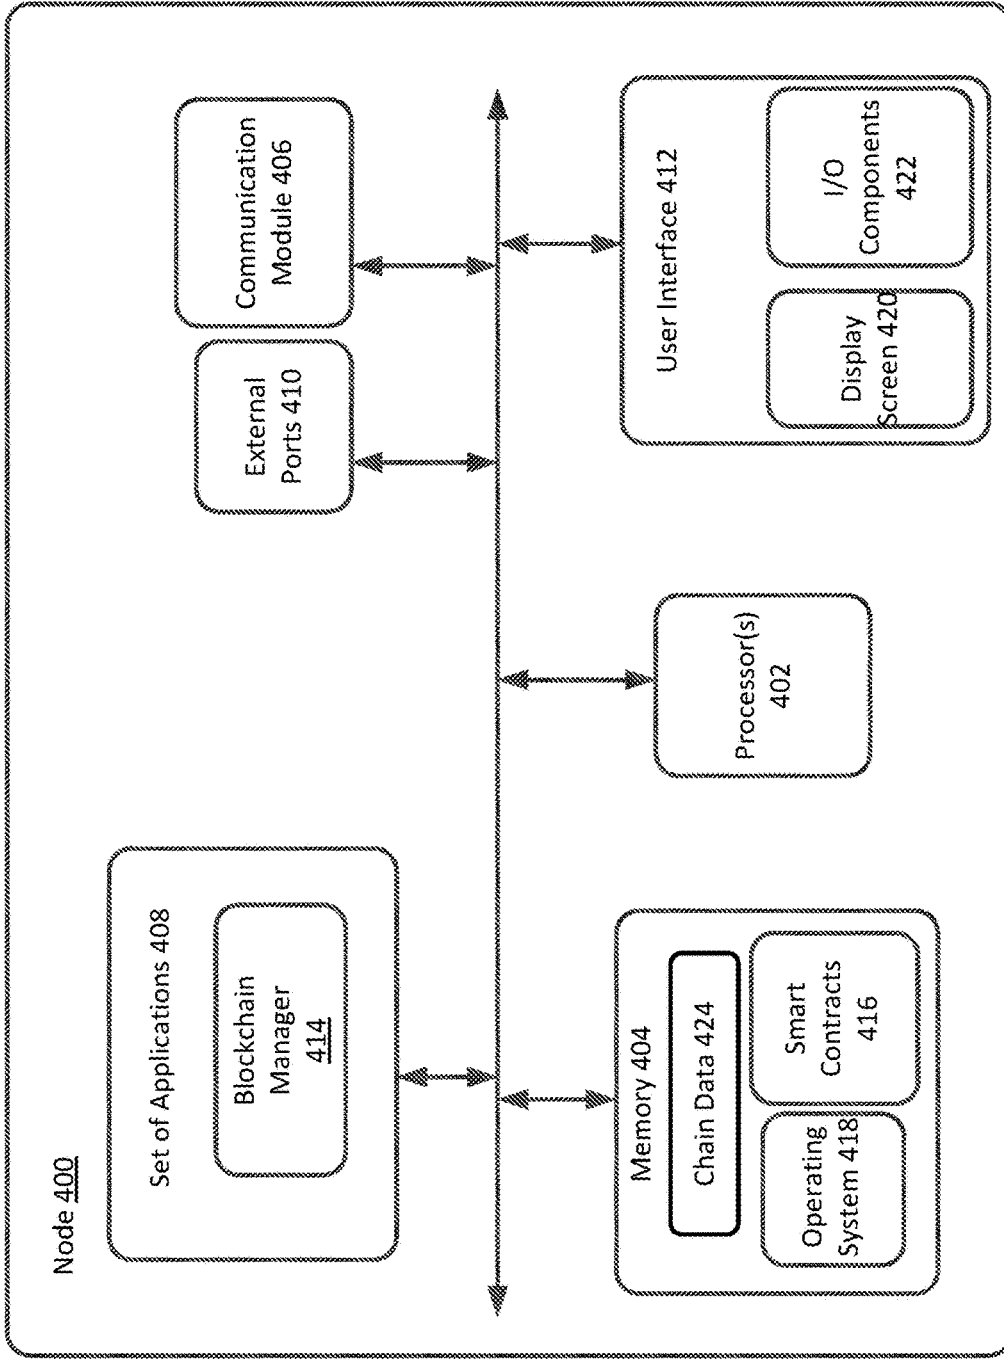 Node 400
Set of Applications 408
Blockchain
Manager
414
External
Ports 410
Communication
Module 406
Memory 404
Chain Data 424
Operating
System 418
Smart
Contracts
416
Processor(s)
402
User Interface 412
Display
Screen 420
I/O
Components
422